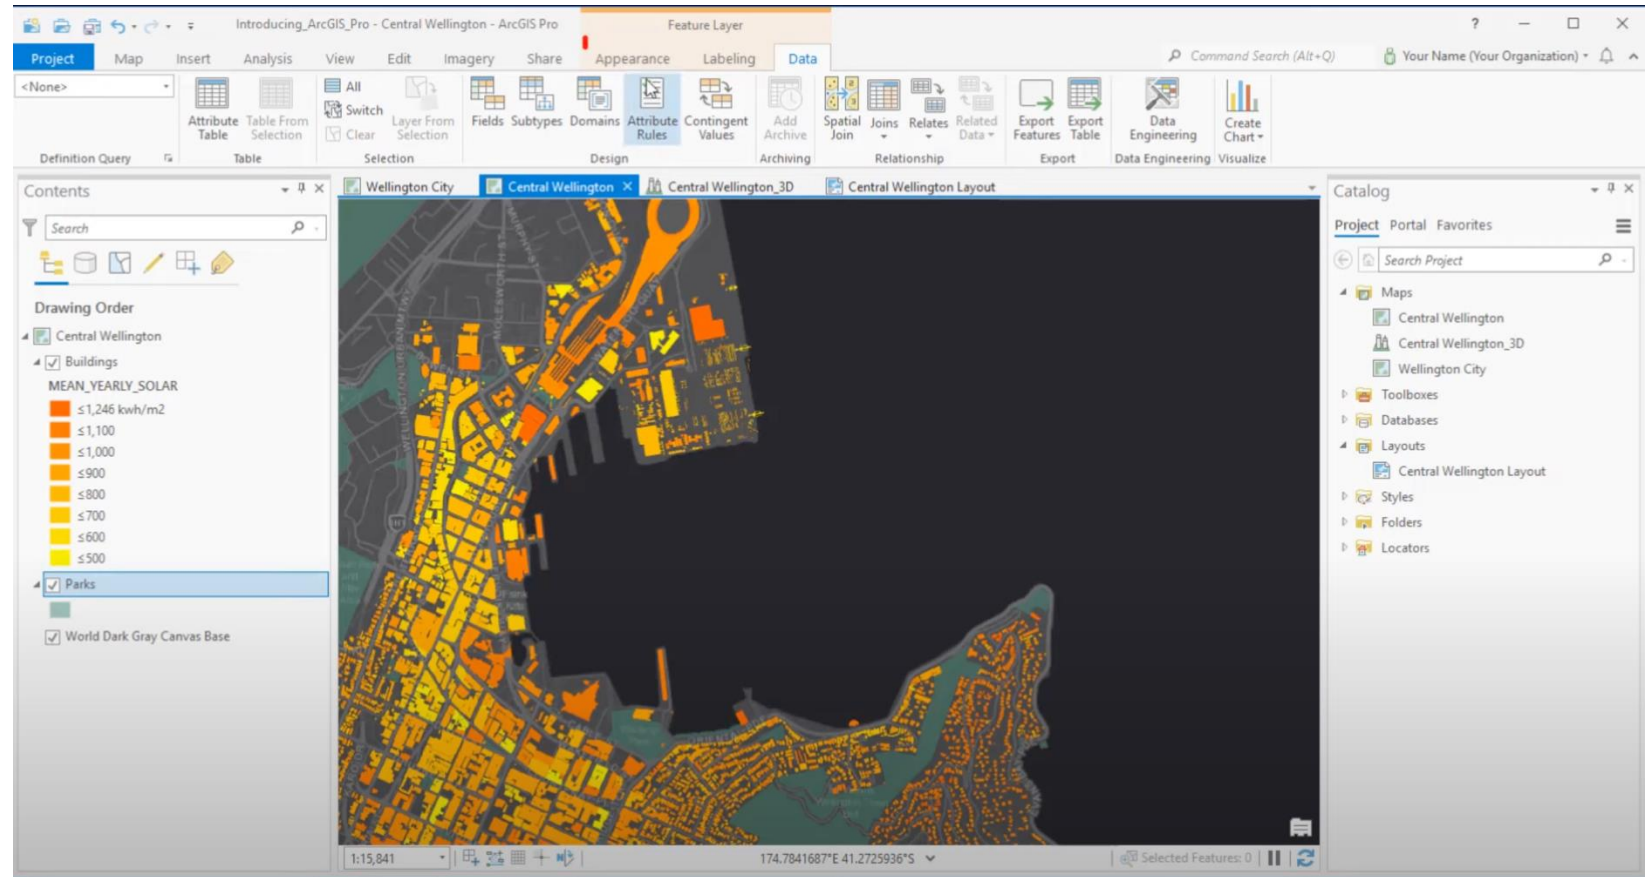 Introducing_ArcGIS_Pro - Central Wellington - ArcGIS Pro
Feature Layer
?
Project Map Insert Analysis View Edit Imagery Share Appearance Labeling Data
Command Search (Alt+Q)
Your Name (Your Organization)
<None>
Definition Query
Attribute Table
Table From Selection
Table
All
Switch
Clear
Layer From Selection
Selection
Fields
Subtypes
Domains
Attribute Rules
Contingent Values
Design
Add Archive
Archiving
Spatial Join
Joins
Relates
Related Data
Relationship
Export Features
Export Table
Export
Data Engineering
Data Engineering
Create Chart
Visualize
Contents
Search
Drawing Order
Central Wellington
Buildings
MEAN_YEARLY_SOLAR
≤1,246 kwh/m2
≤1,100
≤1,000
≤900
≤800
≤700
≤600
≤500
Parks
World Dark Gray Canvas Base
Wellington City
Central Wellington
Central Wellington_3D
Central Wellington Layout
MURPHY ST
MOLESWORTH ST
WELLINGTON URBAN MTWY
1:15,841
174.7841687°E 41.2725936°S
Selected Features: 0
Catalog
Project Portal Favorites
Search Project
Maps
Central Wellington
Central Wellington_3D
Wellington City
Toolboxes
Databases
Layouts
Central Wellington Layout
Styles
Folders
Locators